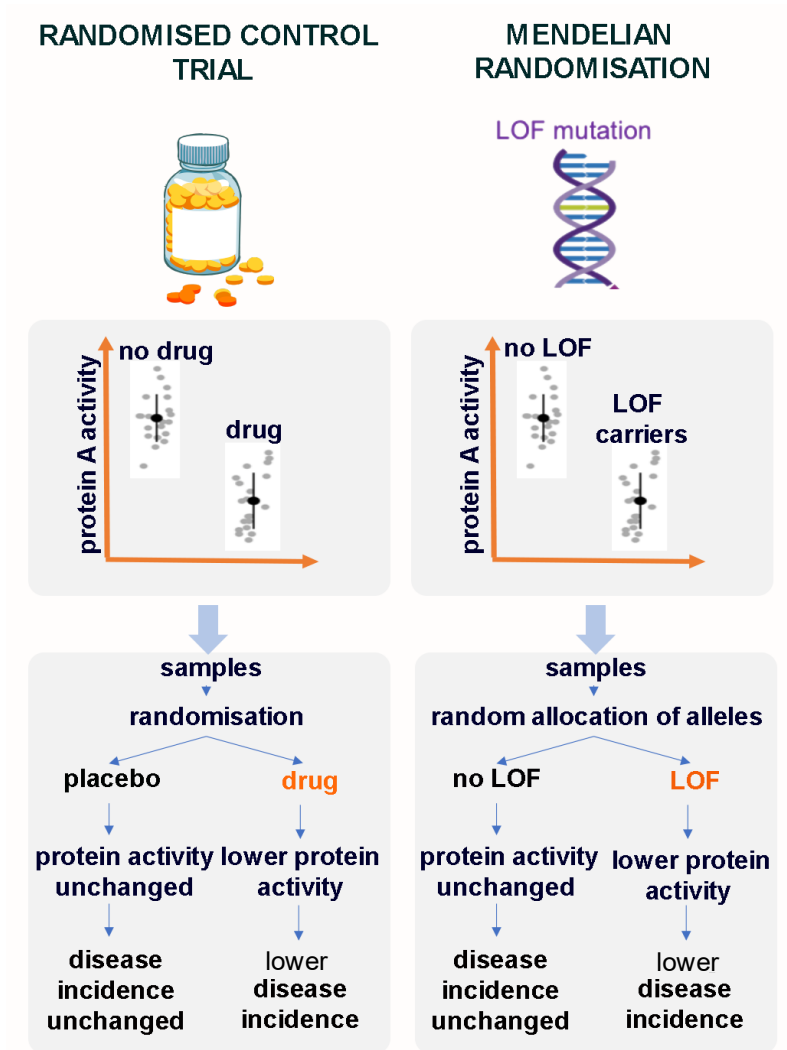 RANDOMISED CONTROL
TRIAL
protein A activity
no drug
drug
samples
randomisation
placebo
drug
protein activity
unchanged
lower protein
activity
disease
incidence
unchanged
lower
disease
incidence
MENDELIAN
RANDOMISATION
LOF mutation
protein A activity
no LOF
LOF
carriers
samples
random allocation of alleles
no LOF
LOF
protein activity
unchanged
lower protein
activity
disease
incidence
unchanged
lower
disease
incidence